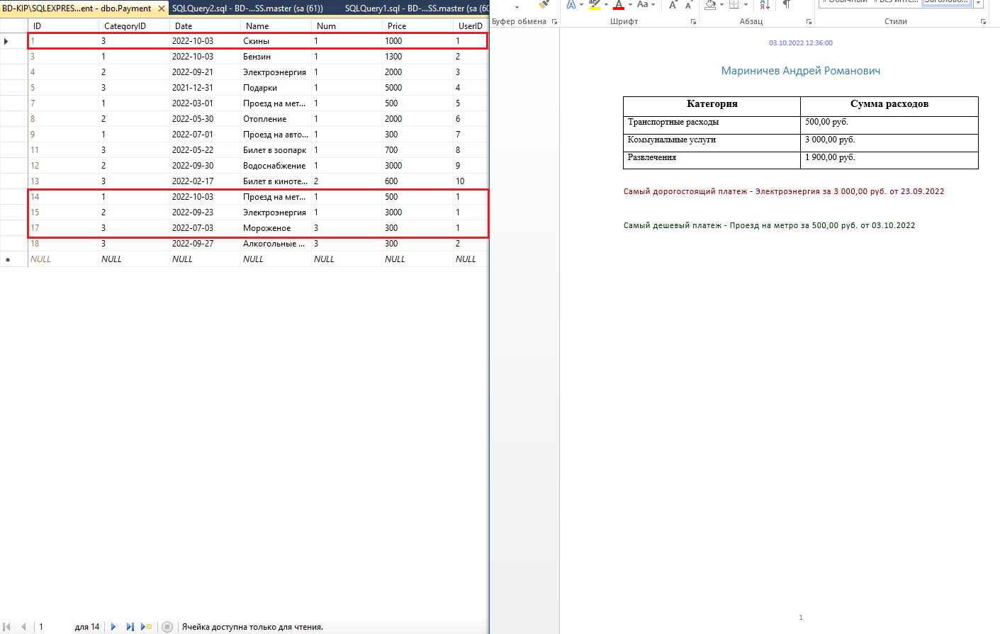 BD-KIP\SQLEXPRES...ent - dbo.Payment
SQLQuery2.sql - BD-...SS.master (sa (61))
SQLQuery1.sql - BD-...SS.master (sa (60
ID CategoryID Date Name Num Price UserID
1 3 2022-10-03 Скины 1 1000 1
3 1 2022-10-03 Бензин 1 1300 2
4 2 2022-09-21 Электроэнергия 1 2000 3
5 3 2021-12-31 Подарки 1 5000 4
7 1 2022-03-01 Проезд на мет... 1 500 5
8 2 2022-05-30 Отопление 1 2000 6
9 1 2022-07-01 Проезд на авто... 1 300 7
11 3 2022-05-22 Билет в зоопарк 1 700 8
12 2 2022-09-30 Водоснабжение 1 3000 9
13 3 2022-02-17 Билет в киноте... 2 600 10
14 1 2022-10-03 Проезд на мет... 1 500 1
15 2 2022-09-23 Электроэнергия 1 3000 1
17 3 2022-07-03 Мороженое 3 300 1
18 3 2022-09-27 Алкогольные ... 3 300 2
NULL NULL NULL NULL NULL NULL NULL
1 для 14 Ячейка доступна только для чтения.
Aa
Буфер обмена Шрифт Абзац Стили
03.10.2022 12:36:00
Мариничев Андрей Романович
Категория Сумма расходов
Транспортные расходы 500,00 руб.
Коммунальные услуги 3 000,00 руб.
Развлечения 1 900,00 руб.
Самый дорогостоящий платеж - Электроэнергия за 3 000,00 руб. от 23.09.2022
Самый дешевый платеж - Проезд на метро за 500,00 руб. от 03.10.2022
1